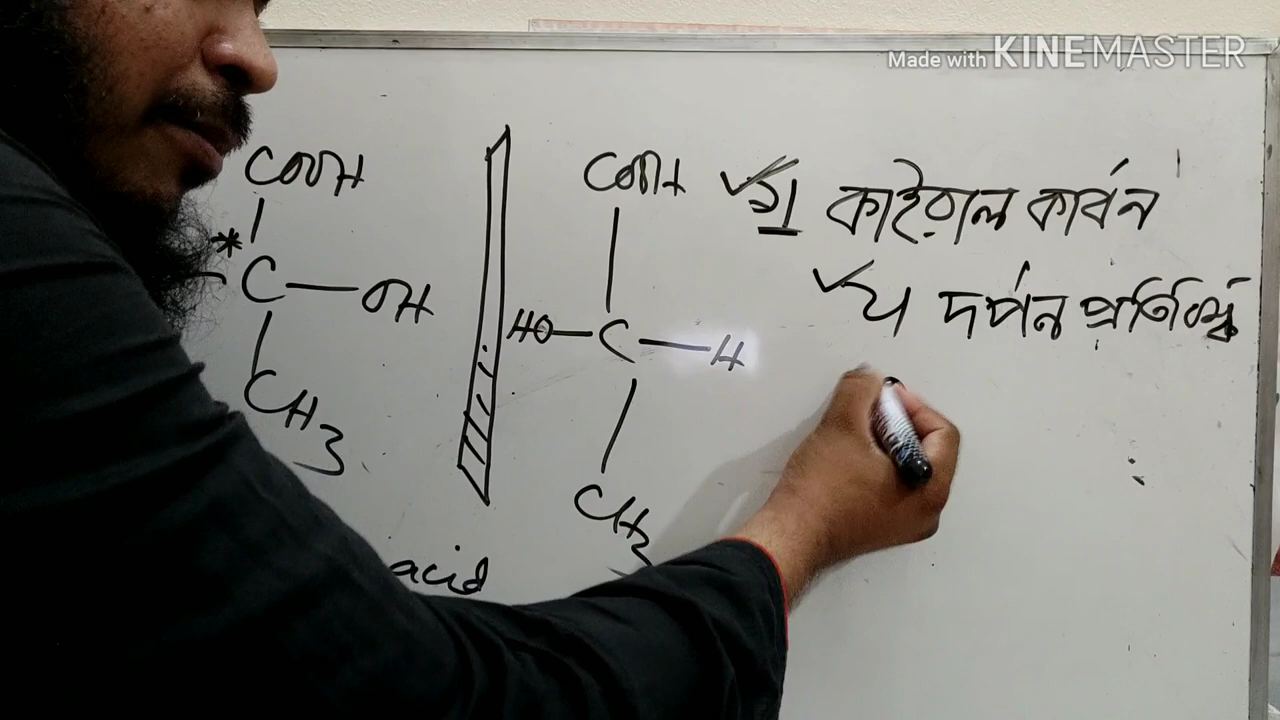 Made with KINEMASTER
COOH
*
C — OH
CH3
acid
COOH
HO — C — H
CH3
১| কাইরাল কার্বন
২| দর্পন প্রতিবিম্ব